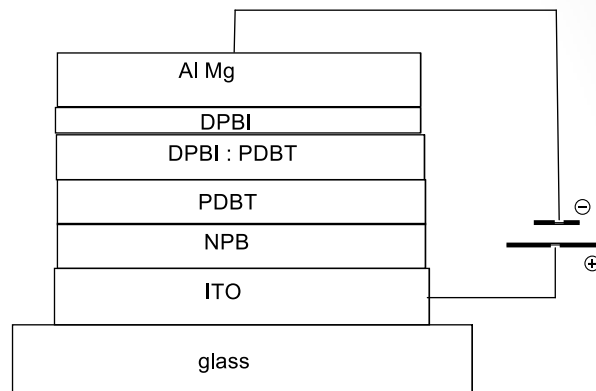 Al Mg
DPBI
DPBI : PDBT
PDBT
NPB
ITO
glass
⊖
⊕